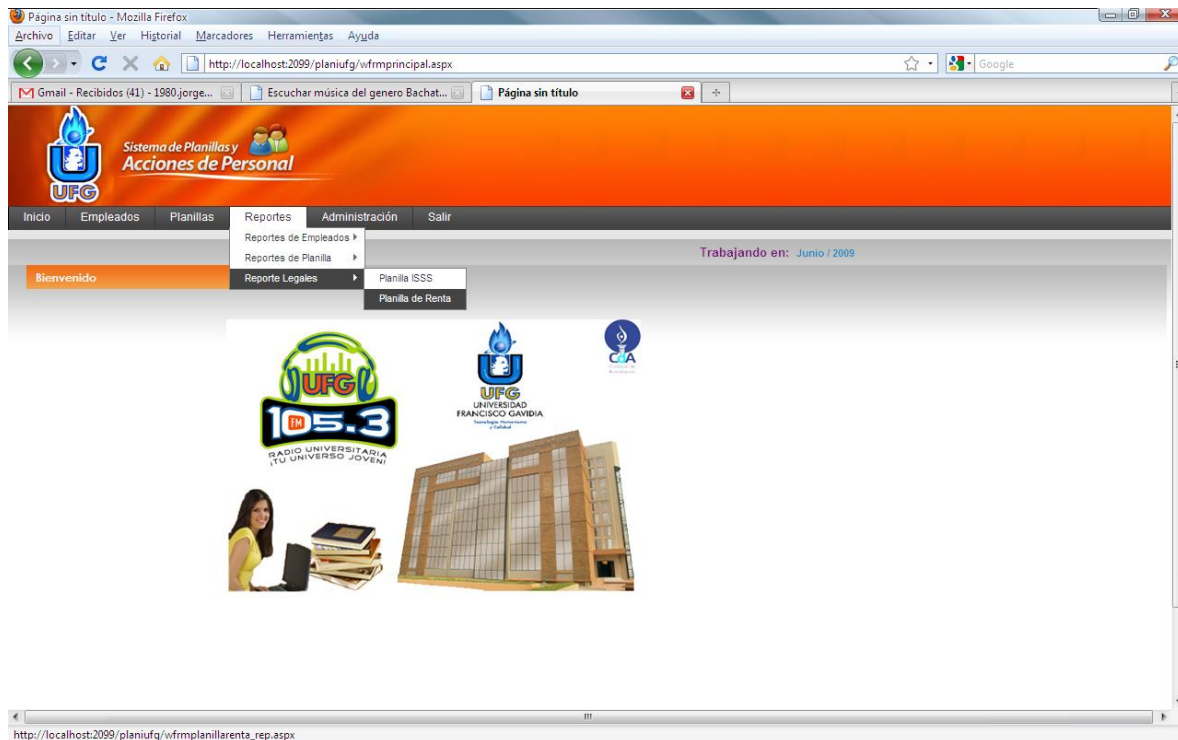 Página sin título - Mozilla Firefox
Archivo Editar Ver Historial Marcadores Herramientas Ayuda
http://localhost:2099/planiufg/wfrmprincipal.aspx
Google
Gmail - Recibidos (41) - 1980.jorge...
Escuchar música del genero Bachat...
Página sin título
UFG
Sistema de Planillas y
Acciones de Personal
Inicio Empleados Planillas Reportes Administración Salir
Reportes de Empleados
Reportes de Planilla
Reporte Legales
Planilla ISSS
Planilla de Renta
Trabajando en: Junio / 2009
Bienvenido
UFG
FM 105.3
RADIO UNIVERSITARIA
¡TU UNIVERSO JOVEN!
UFG
UNIVERSIDAD
FRANCISCO GAVIDIA
Tecnología, Humanismo
y Calidad
CdA
http://localhost:2099/planiufg/wfrmplanillarenta_rep.aspx